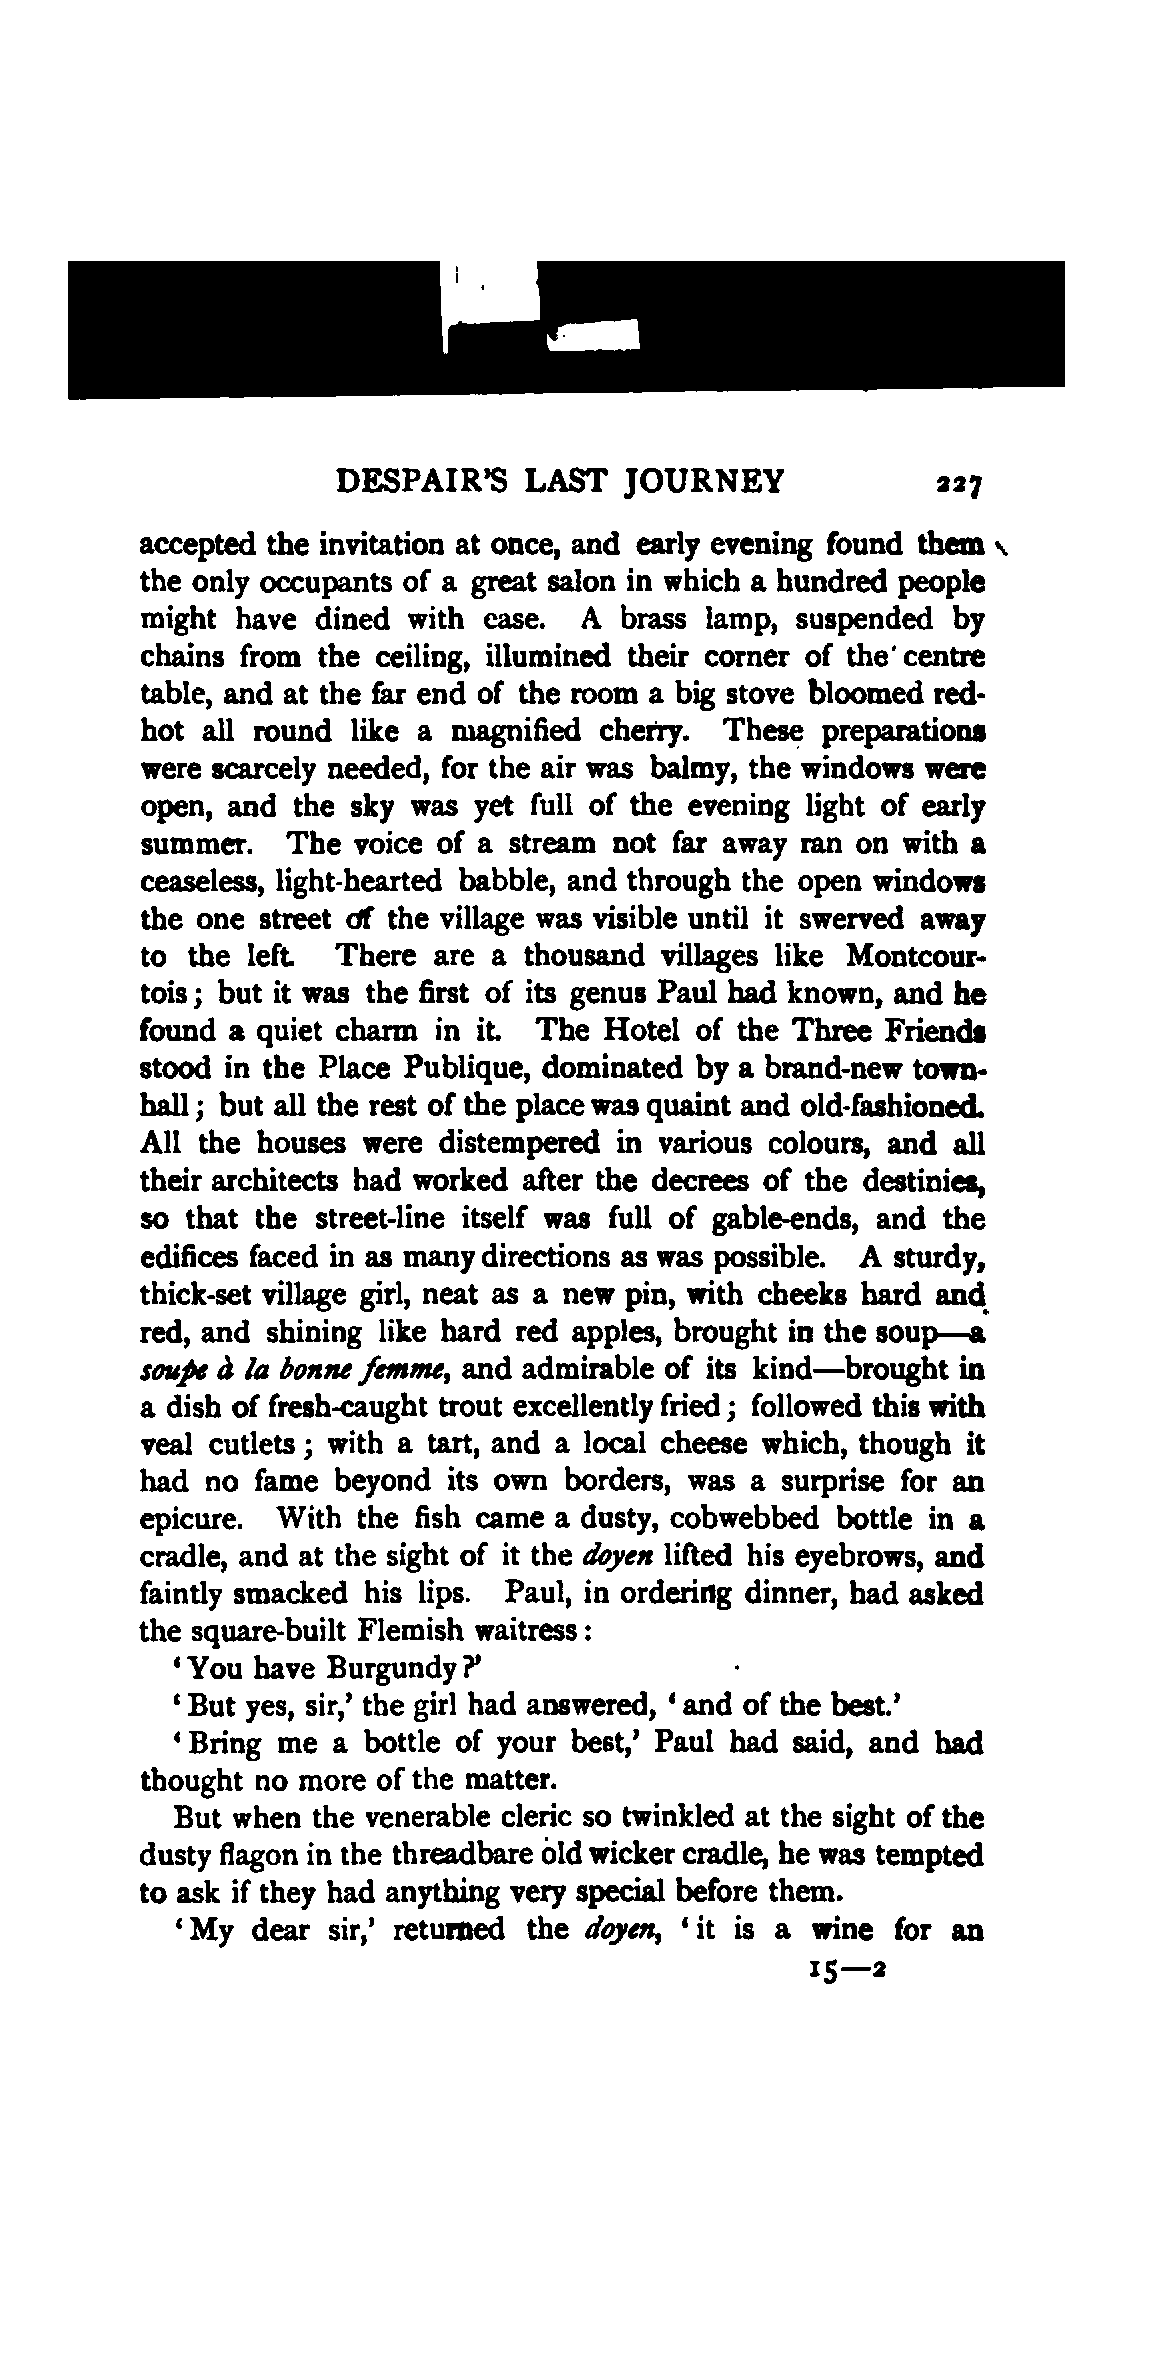 DESPAIR'S LAST JOURNEY 227
accepted the invitation at once, and early evening found them
the only occupants of a great salon in which a hundred people
might have dined with ease. A brass lamp, suspended by
chains from the ceiling, illumined their corner of the centre
table, and at the far end of the room a big stove bloomed red-
hot all round like a magnified cherry. These preparations
were scarcely needed, for the air was balmy, the windows were
open, and the sky was yet full of the evening light of early
summer. The voice of a stream not far away ran on with a
ceaseless, light-hearted babble, and through the open windows
the one street of the village was visible until it swerved away
to the left. There are a thousand villages like Montcour-
tois; but it was the first of its genus Paul had known, and he
found a quiet charm in it. The Hotel of the Three Friends
stood in the Place Publique, dominated by a brand-new town-
hall; but all the rest of the place was quaint and old-fashioned.
All the houses were distempered in various colours, and all
their architects had worked after the decrees of the destinies,
so that the street-line itself was full of gable-ends, and the
edifices faced in as many directions as was possible. A sturdy,
thick-set village girl, neat as a new pin, with cheeks hard and
red, and shining like hard red apples, brought in the soup—a
soupe à la bonne femme, and admirable of its kind—brought in
a dish of fresh-caught trout excellently fried; followed this with
veal cutlets; with a tart, and a local cheese which, though it
had no fame beyond its own borders, was a surprise for an
epicure. With the fish came a dusty, cobwebbed bottle in a
cradle, and at the sight of it the doyen lifted his eyebrows, and
faintly smacked his lips. Paul, in ordering dinner, had asked
the square-built Flemish waitress:
'You have Burgundy?'
'But yes, sir,' the girl had answered, 'and of the best.'
'Bring me a bottle of your best,' Paul had said, and had
thought no more of the matter.
But when the venerable cleric so twinkled at the sight of the
dusty flagon in the threadbare old wicker cradle, he was tempted
to ask if they had anything very special before them.
'My dear sir,' returned the doyen, 'it is a wine for an
15—2